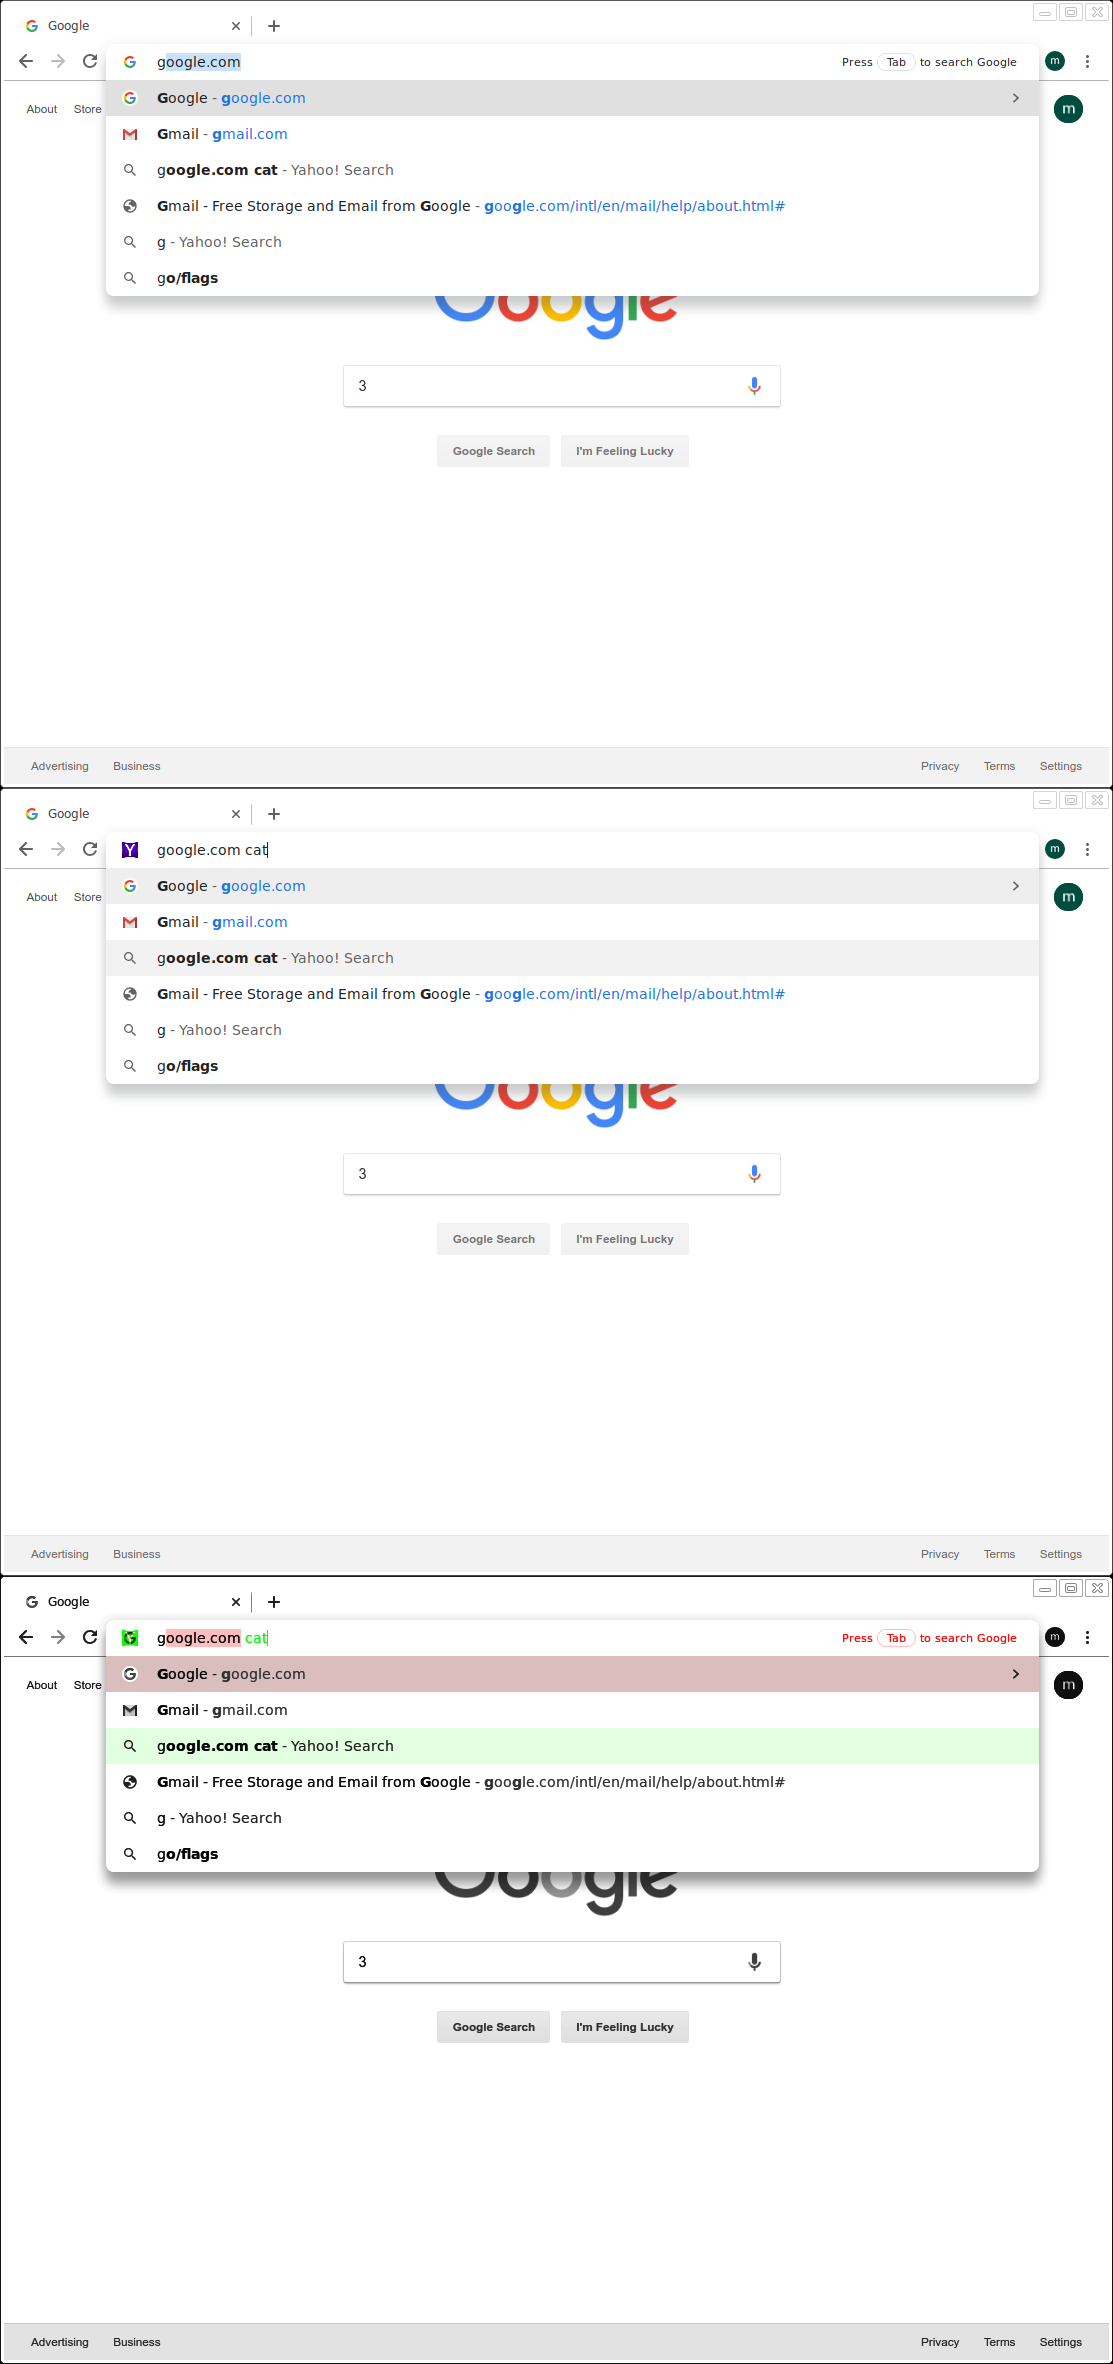 Google
google.com Press Tab to search Google
m
Google - google.com
About Store
m
Gmail - gmail.com
google.com cat - Yahoo! Search
Gmail - Free Storage and Email from Google - google.com/intl/en/mail/help/about.html#
g - Yahoo! Search
go/flags
Google
3
Google Search I'm Feeling Lucky
Advertising Business Privacy Terms Settings
Google
google.com cat
m
Google - google.com
About Store
m
Gmail - gmail.com
google.com cat - Yahoo! Search
Gmail - Free Storage and Email from Google - google.com/intl/en/mail/help/about.html#
g - Yahoo! Search
go/flags
Google
3
Google Search I'm Feeling Lucky
Advertising Business Privacy Terms Settings
Google
google.com cat Press Tab to search Google
m
Google - google.com
About Store
m
Gmail - gmail.com
google.com cat - Yahoo! Search
Gmail - Free Storage and Email from Google - google.com/intl/en/mail/help/about.html#
g - Yahoo! Search
go/flags
Google
3
Google Search I'm Feeling Lucky
Advertising Business Privacy Terms Settings